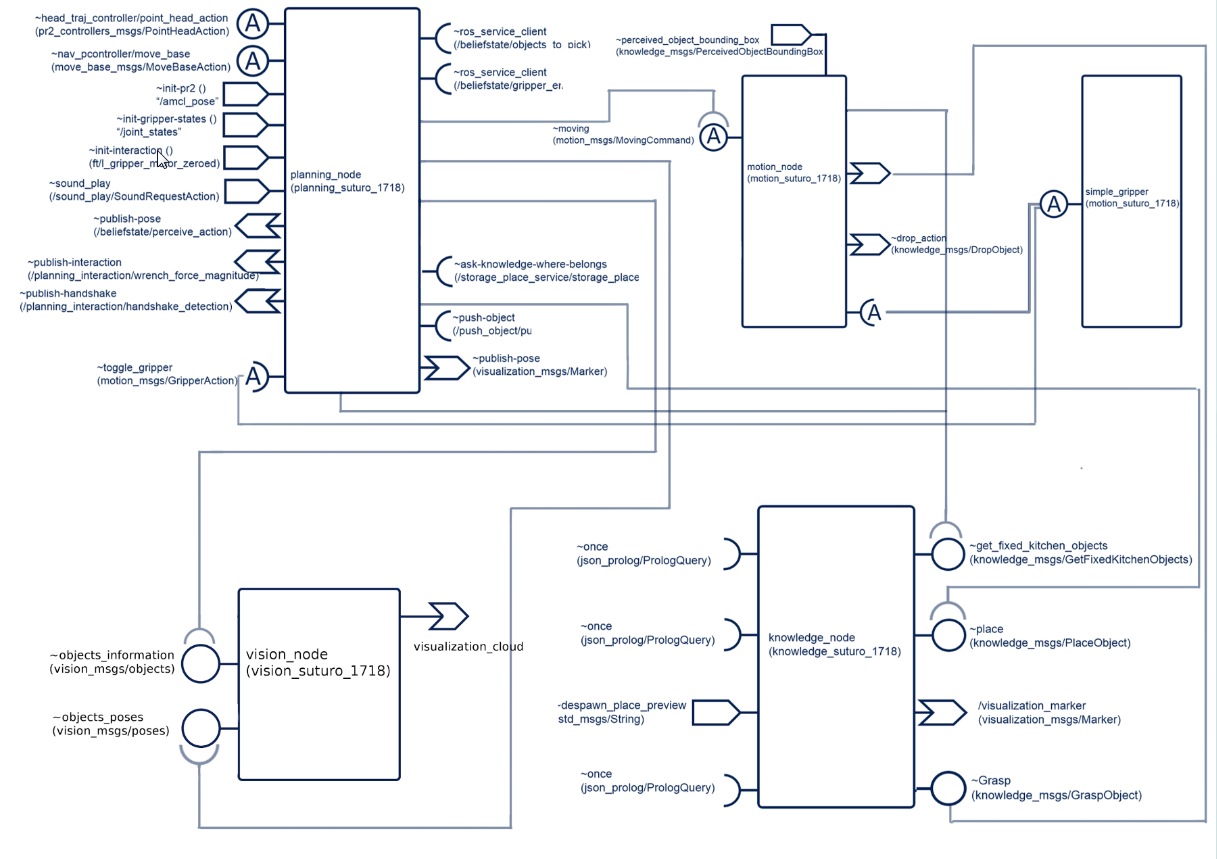 ~head_traj_controller/point_head_action
(pr2_controllers_msgs/PointHeadAction)
A
~nav_pcontroller/move_base
(move_base_msgs/MoveBaseAction)
A
~init-pr2 ()
"/amcl_pose"
~init-gripper-states ()
"/joint_states"
~init-interaction ()
~sound_play
(/sound_play/SoundRequestAction)
~publish-pose
(/beliefstate/perceive_action)
~publish-interaction
(/planning_interaction/wrench_force_magnitude)
~publish-handshake
(/planning_interaction/handshake_detection)
~toggle_gripper
(motion_msgs/GripperAction)
A
planning_node
(planning_suturo_1718)
~ros_service_client
(/beliefstate/objects_to_pick)
~ros_service_client
(/beliefstate/gripper_er
~ask-knowledge-where-belongs
(/storage_place_service/storage_place
~push-object
(/push_object/pu
~publish-pose
(visualization_msgs/Marker)
~perceived_object_bounding_box
(knowledge_msgs/PerceivedObjectBoundingBox
~moving
(motion_msgs/MovingCommand)
A
motion_node
(motion_suturo_1718)
~drop_action
(knowledge_msgs/DropObject)
A
A
simple_gripper
(motion_suturo_1718)
~objects_information
(vision_msgs/objects)
~objects_poses
(vision_msgs/poses)
vision_node
(vision_suturo_1718)
visualization_cloud
~once
(json_prolog/PrologQuery)
~once
(json_prolog/PrologQuery)
-despawn_place_preview
std_msgs/String)
~once
(json_prolog/PrologQuery)
knowledge_node
(knowledge_suturo_1718)
~get_fixed_kitchen_objects
(knowledge_msgs/GetFixedKitchenObjects)
~place
(knowledge_msgs/PlaceObject)
/visualization_marker
(visualization_msgs/Marker)
~Grasp
(knowledge_msgs/GraspObject)